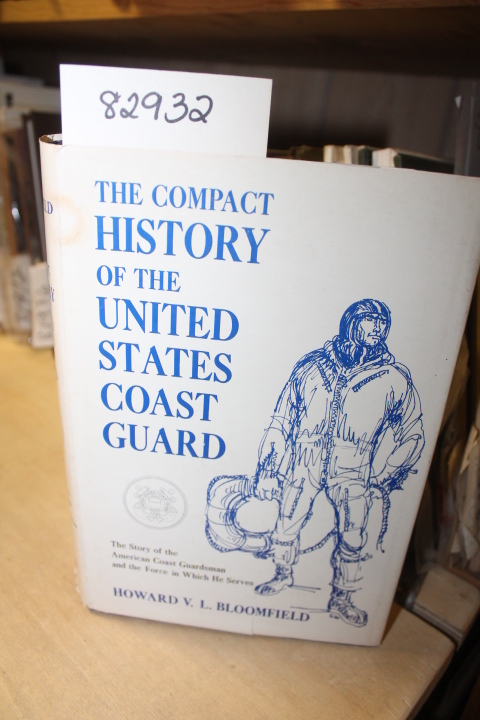 82932
THE COMPACT
HISTORY
OF THE
UNITED
STATES
COAST
GUARD
The Story of the
American Coast Guardsman
and the Force in Which He Serves
HOWARD V. L. BLOOMFIELD